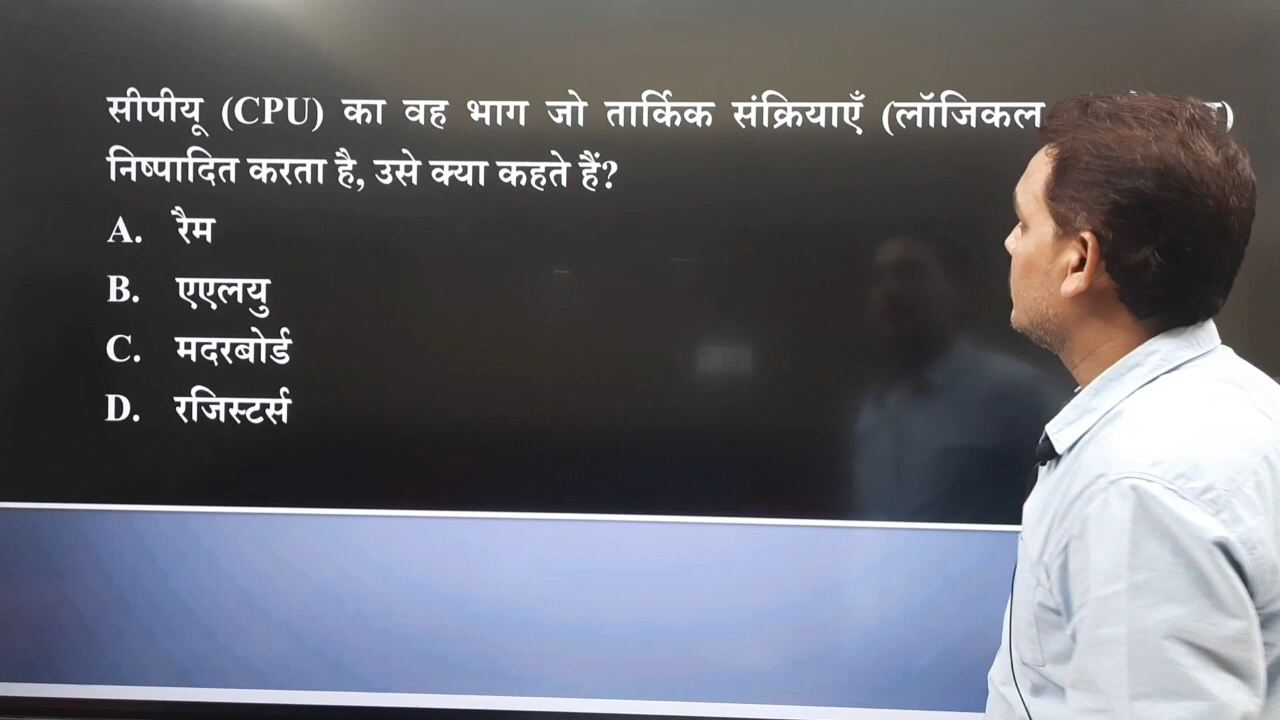 सीपीयू (CPU) का वह भाग जो तार्किक संक्रियाएँ (लॉजिकल )
निष्पादित करता है, उसे क्या कहते हैं?
A. रैम
B. एएलयु
C. मदरबोर्ड
D. रजिस्टर्स